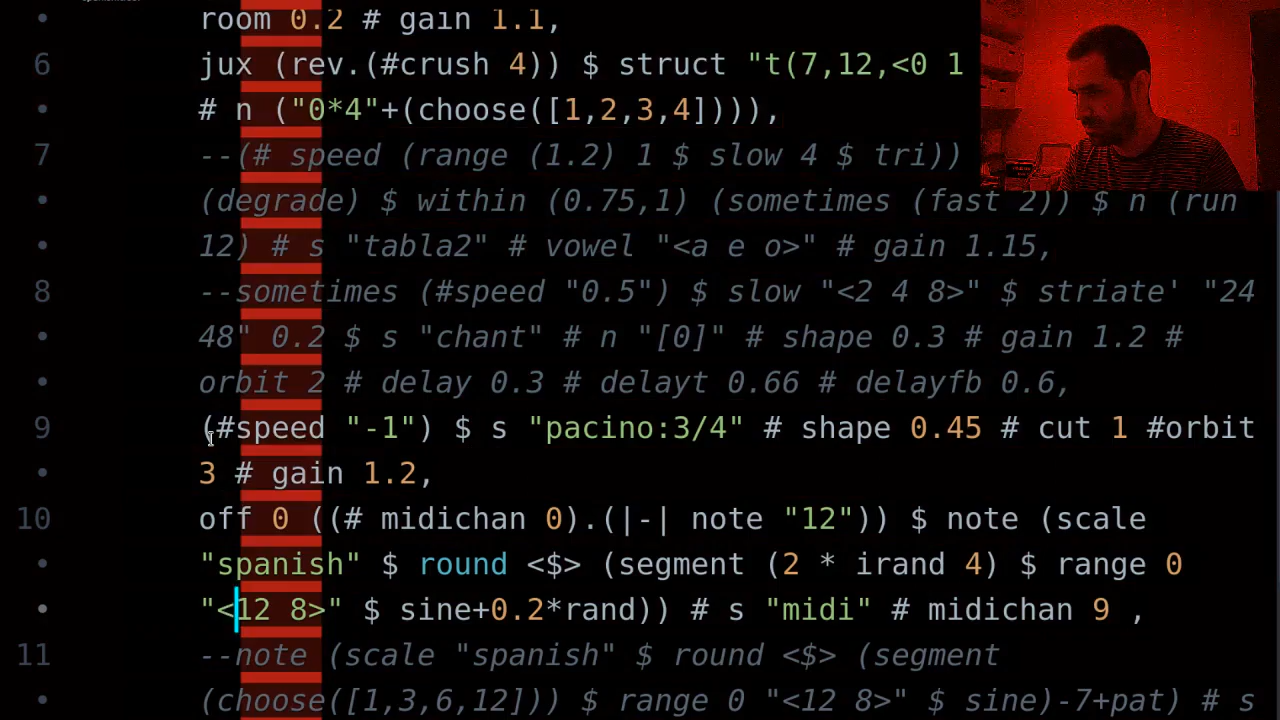 room 0.2 # gain 1.1,
6 jux (rev.(#crush 4)) $ struct "t(7,12,<0 1
# n ("0*4"+(choose([1,2,3,4]))),
7 --(# speed (range (1.2) 1 $ slow 4 $ tri))
(degrade) $ within (0.75,1) (sometimes (fast 2)) $ n (run
12) # s "tabla2" # vowel "<a e o>" # gain 1.15,
8 --sometimes (#speed "0.5") $ slow "<2 4 8>" $ striate' "24
48" 0.2 $ s "chant" # n "[0]" # shape 0.3 # gain 1.2 #
orbit 2 # delay 0.3 # delayt 0.66 # delayfb 0.6,
9 (#speed "-1") $ s "pacino:3/4" # shape 0.45 # cut 1 #orbit
3 # gain 1.2,
10 off 0 ((# midichan 0).(|-| note "12")) $ note (scale
"spanish" $ round <$> (segment (2 * irand 4) $ range 0
"<12 8>" $ sine+0.2*rand)) # s "midi" # midichan 9 ,
11 --note (scale "spanish" $ round <$> (segment
(choose([1,3,6,12])) $ range 0 "<12 8>" $ sine)-7+pat) # s